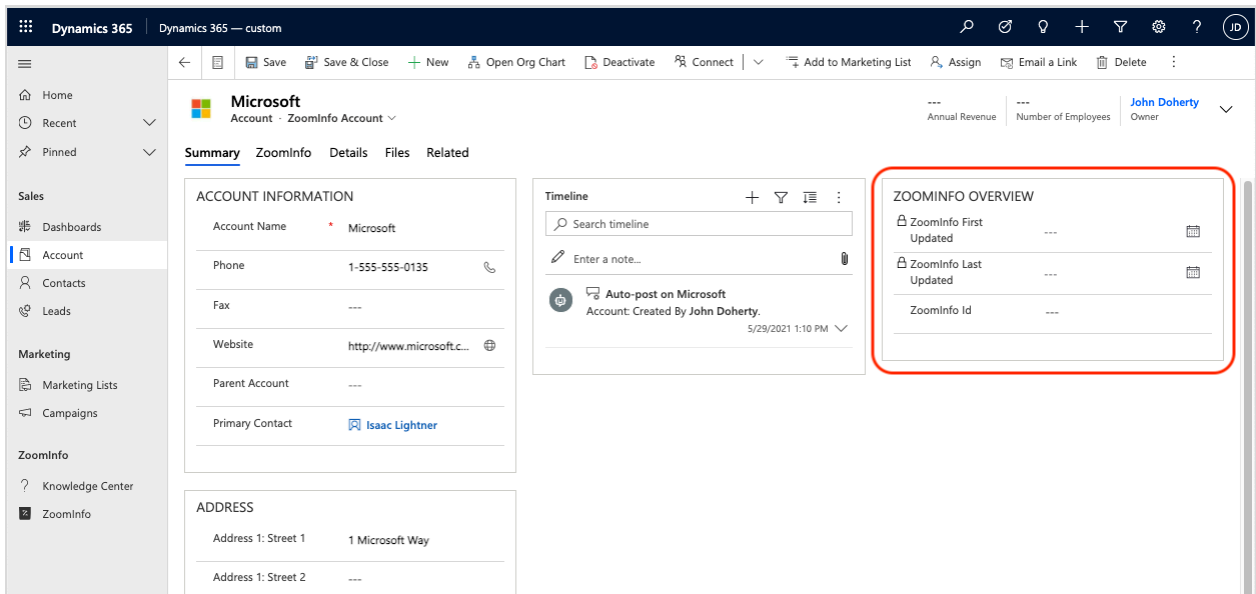 Dynamics 365 Dynamics 365 — custom JD
Save Save & Close New Open Org Chart Deactivate Connect Add to Marketing List Assign Email a Link Delete
Home
Recent
Pinned
Sales
Dashboards
Account
Contacts
Leads
Marketing
Marketing Lists
Campaigns
ZoomInfo
Knowledge Center
ZoomInfo
Microsoft
Account · ZoomInfo Account
---
Annual Revenue
---
Number of Employees
John Doherty
Owner
Summary ZoomInfo Details Files Related
ACCOUNT INFORMATION
Account Name * Microsoft
Phone 1-555-555-0135
Fax ---
Website http://www.microsoft.c...
Parent Account ---
Primary Contact Isaac Lightner
ADDRESS
Address 1: Street 1 1 Microsoft Way
Address 1: Street 2 ---
Timeline
Search timeline
Enter a note...
Auto-post on Microsoft
Account: Created By John Doherty.
5/29/2021 1:10 PM
ZOOMINFO OVERVIEW
ZoomInfo First
Updated ---
ZoomInfo Last
Updated ---
ZoomInfo Id ---